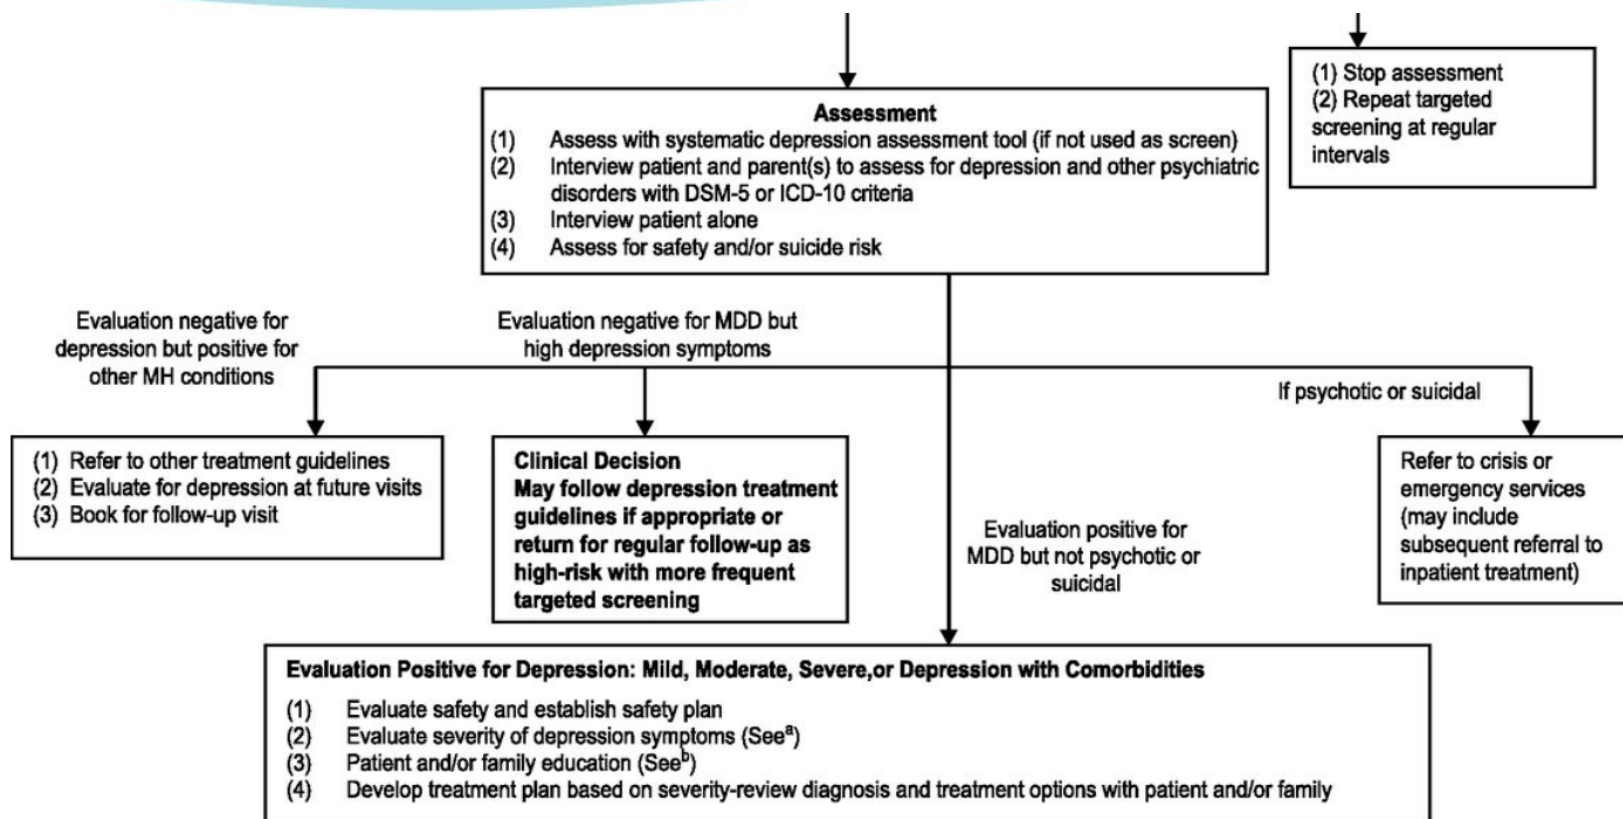 (1) Stop assessment
(2) Repeat targeted
screening at regular
intervals
Assessment
(1) Assess with systematic depression assessment tool (if not used as screen)
(2) Interview patient and parent(s) to assess for depression and other psychiatric
disorders with DSM-5 or ICD-10 criteria
(3) Interview patient alone
(4) Assess for safety and/or suicide risk
Evaluation negative for
depression but positive for
other MH conditions
Evaluation negative for MDD but
high depression symptoms
If psychotic or suicidal
(1) Refer to other treatment guidelines
(2) Evaluate for depression at future visits
(3) Book for follow-up visit
Clinical Decision
May follow depression treatment
guidelines if appropriate or
return for regular follow-up as
high-risk with more frequent
targeted screening
Evaluation positive for
MDD but not psychotic or
suicidal
Refer to crisis or
emergency services
(may include
subsequent referral to
inpatient treatment)
Evaluation Positive for Depression: Mild, Moderate, Severe,or Depression with Comorbidities
(1) Evaluate safety and establish safety plan
(2) Evaluate severity of depression symptoms (See^a)
(3) Patient and/or family education (See^b)
(4) Develop treatment plan based on severity-review diagnosis and treatment options with patient and/or family